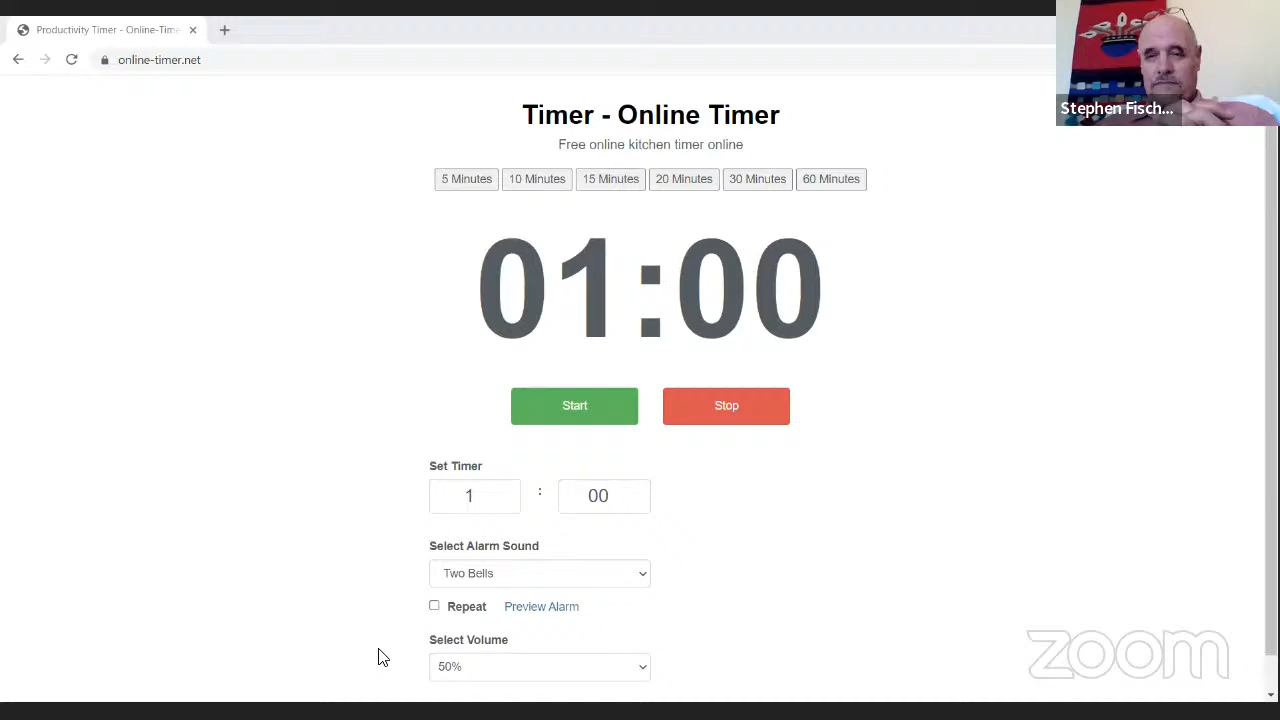 Productivity Timer - Online-Time
online-timer.net
Stephen Fisch...
Timer - Online Timer
Free online kitchen timer online
5 Minutes 10 Minutes 15 Minutes 20 Minutes 30 Minutes 60 Minutes
01:00
Start Stop
Set Timer
1 : 00
Select Alarm Sound
Two Bells
Repeat Preview Alarm
Select Volume
50%
zoom